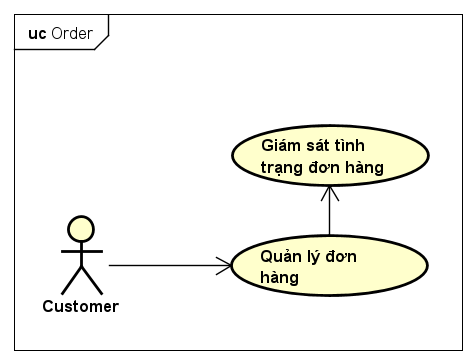 uc Order
Giám sát tình
trạng đơn hàng
Quản lý đơn
hàng
Customer